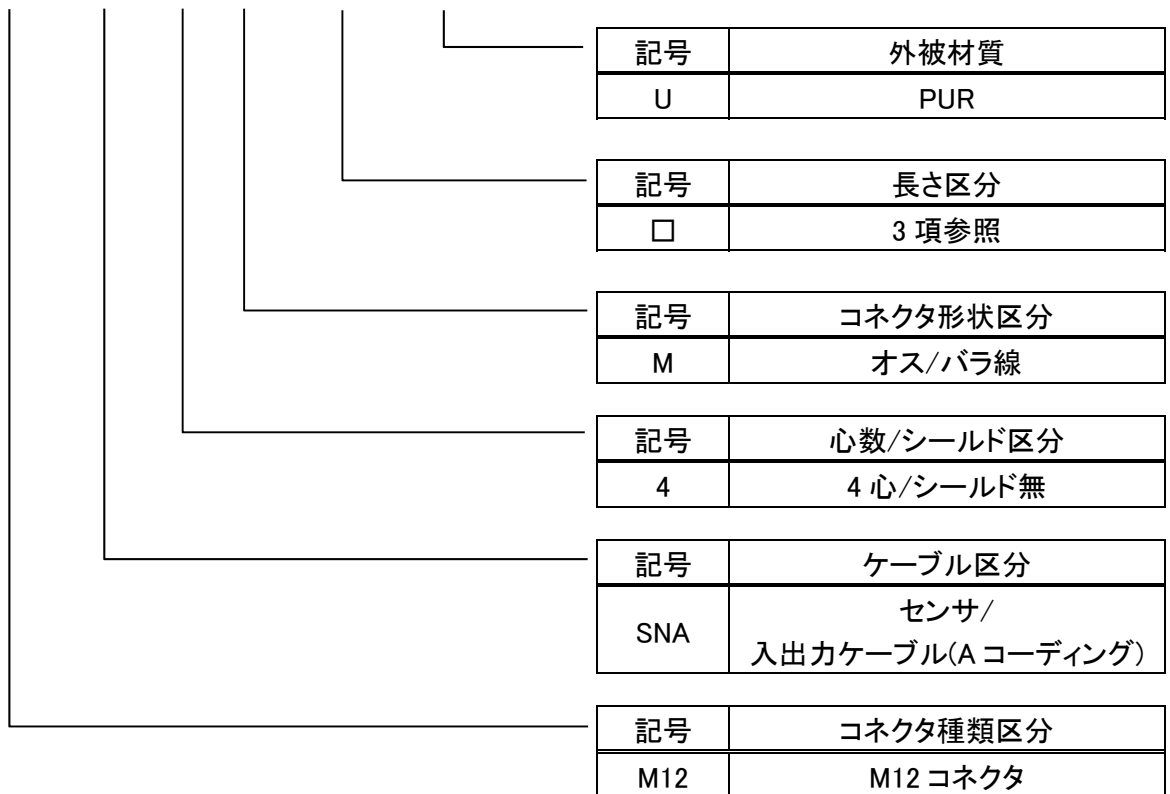 記号 外被材質
U PUR
記号 長さ区分
□ 3 項参照
記号 コネクタ形状区分
M オス/バラ線
記号 心数/シールド区分
4 4 心/シールド無
記号 ケーブル区分
SNA センサ/
入出力ケーブル(A コーディング)
記号 コネクタ種類区分
M12 M12 コネクタ